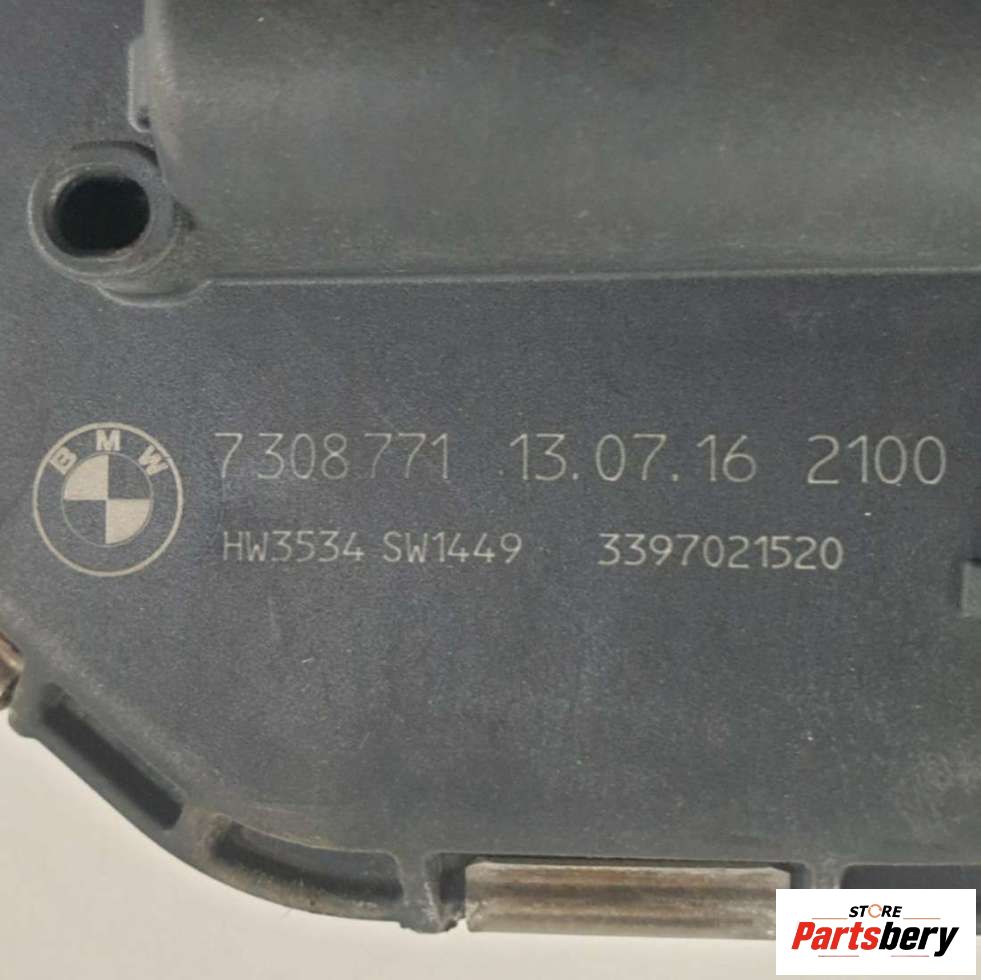 BMW
7308771 13.07.16 2100
HW3534 SW1449 3397021520
STORE
Partsbery